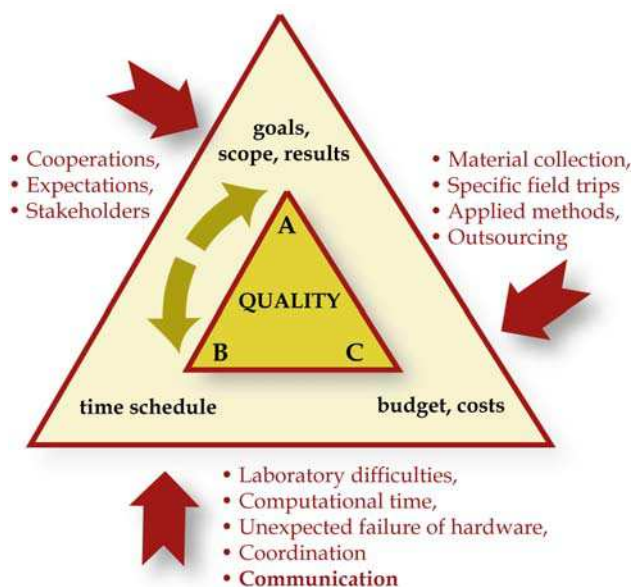 goals,
scope, results
• Cooperations,
• Expectations,
• Stakeholders
• Material collection,
• Specific field trips
• Applied methods,
• Outsourcing
A
QUALITY
B
C
time schedule
budget, costs
• Laboratory difficulties,
• Computational time,
• Unexpected failure of hardware,
• Coordination
• Communication